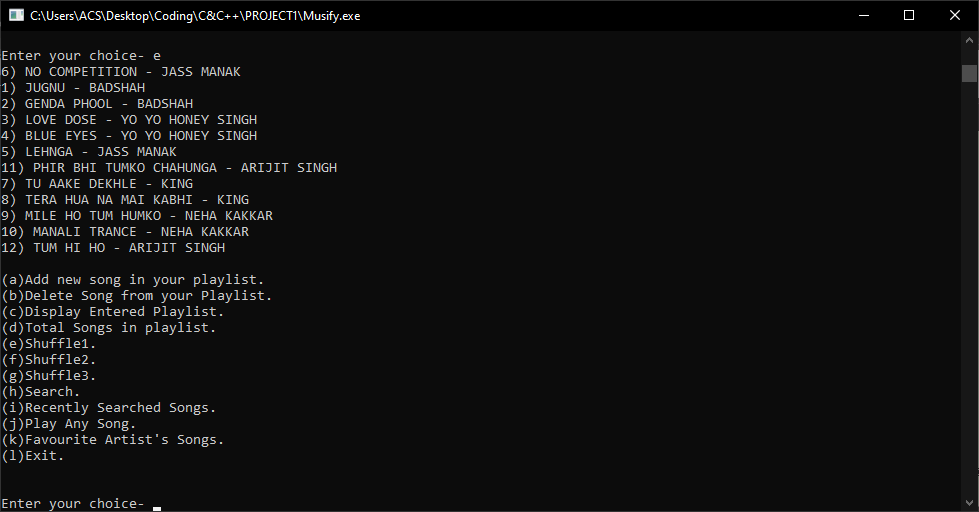 C:\Users\ACS\Desktop\Coding\C&C++\PROJECT1\Musify.exe
Enter your choice- e
6) NO COMPETITION - JASS MANAK
1) JUGNU - BADSHAH
2) GENDA PHOOL - BADSHAH
3) LOVE DOSE - YO YO HONEY SINGH
4) BLUE EYES - YO YO HONEY SINGH
5) LEHNGA - JASS MANAK
11) PHIR BHI TUMKO CHAHUNGA - ARIJIT SINGH
7) TU AAKE DEKHLE - KING
8) TERA HUA NA MAI KABHI - KING
9) MILE HO TUM HUMKO - NEHA KAKKAR
10) MANALI TRANCE - NEHA KAKKAR
12) TUM HI HO - ARIJIT SINGH
(a)Add new song in your playlist.
(b)Delete Song from your Playlist.
(c)Display Entered Playlist.
(d)Total Songs in playlist.
(e)Shuffle1.
(f)Shuffle2.
(g)Shuffle3.
(h)Search.
(i)Recently Searched Songs.
(j)Play Any Song.
(k)Favourite Artist's Songs.
(l)Exit.
Enter your choice-